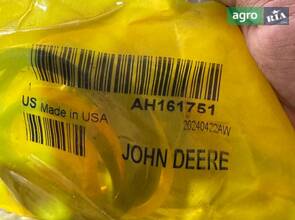 agro RIA
AH161751
US Made in USA
20240422AW
JOHN DEERE